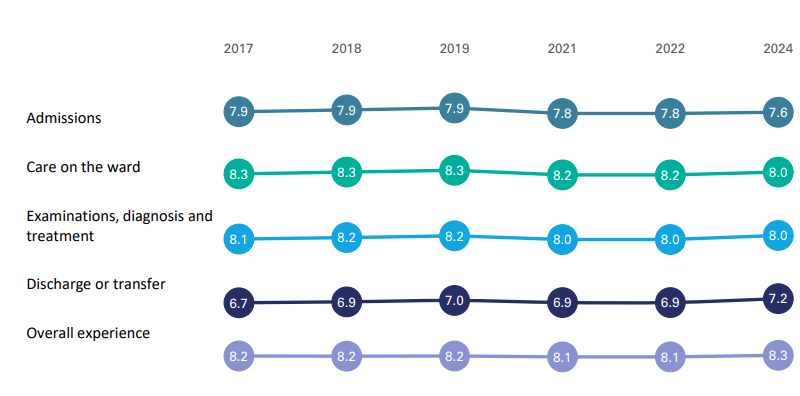 2017 2018 2019 2021 2022 2024
Admissions 7.9 7.9 7.9 7.8 7.8 7.6
Care on the ward 8.3 8.3 8.3 8.2 8.2 8.0
Examinations, diagnosis and
treatment 8.1 8.2 8.2 8.0 8.0 8.0
Discharge or transfer 6.7 6.9 7.0 6.9 6.9 7.2
Overall experience 8.2 8.2 8.2 8.1 8.1 8.3